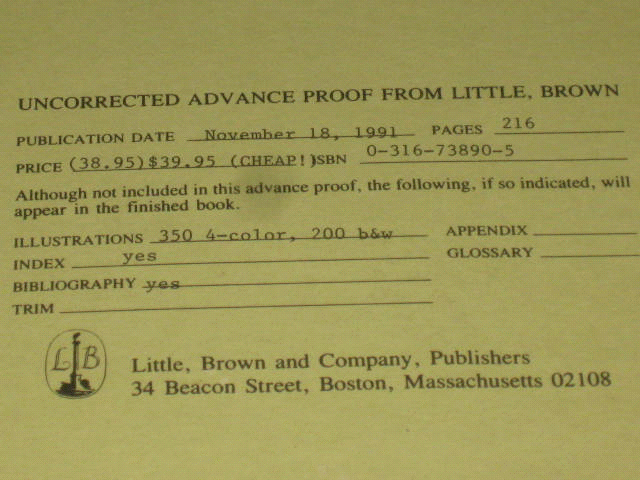 UNCORRECTED ADVANCE PROOF FROM LITTLE, BROWN
PUBLICATION DATE November 18, 1991 PAGES 216
PRICE (38.95)$39.95 (CHEAP!)SBN 0-316-73890-5
Although not included in this advance proof, the following, if so indicated, will
appear in the finished book.
ILLUSTRATIONS 350 4-color, 200 b&w APPENDIX
INDEX yes GLOSSARY
BIBLIOGRAPHY yes
TRIM
L B
Little, Brown and Company, Publishers
34 Beacon Street, Boston, Massachusetts 02108